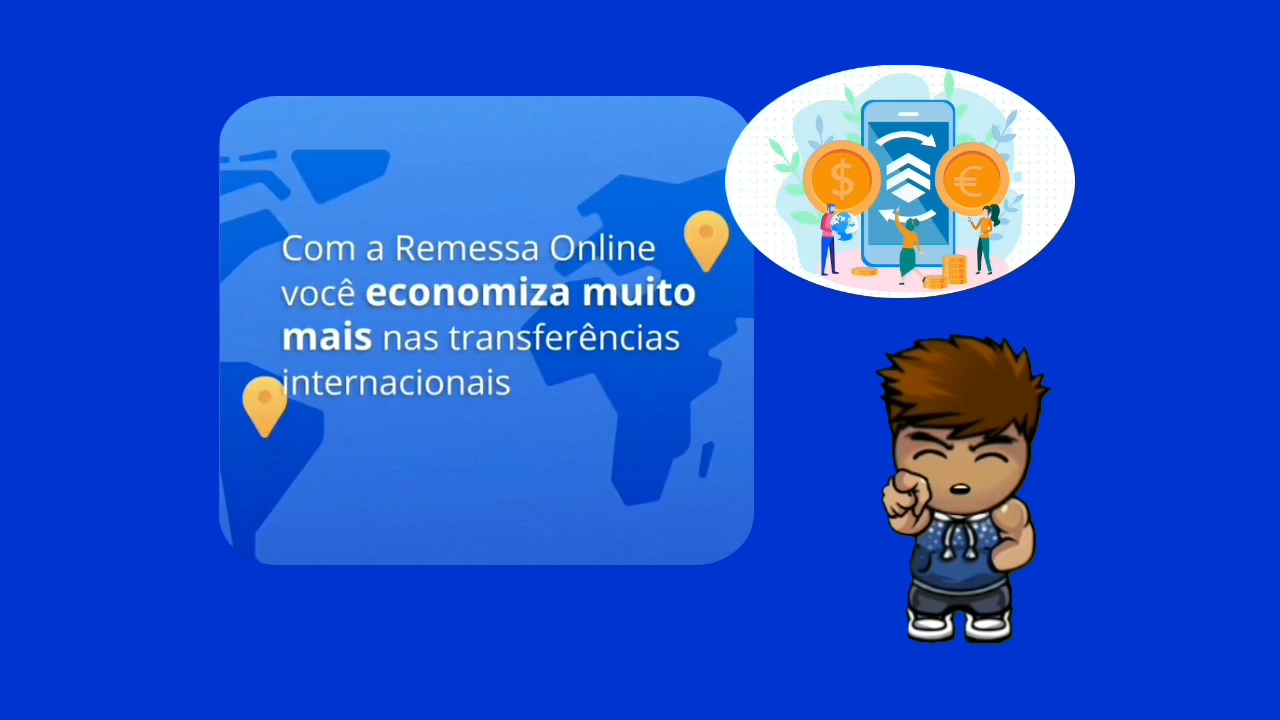 Com a Remessa Online
você economiza muito
mais nas transferências
internacionais
$
€